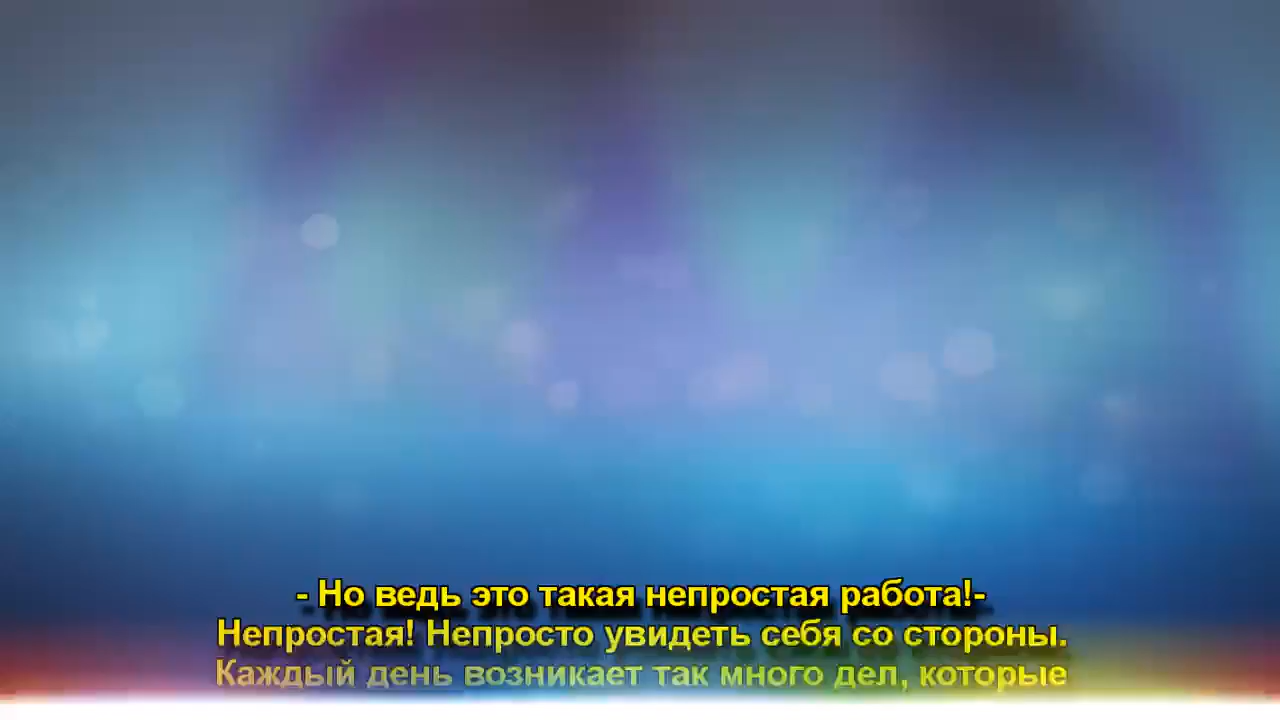 - Но ведь это такая непростая работа!-
Непростая! Непросто увидеть себя со стороны.
Каждый день возникает так много дел, которые